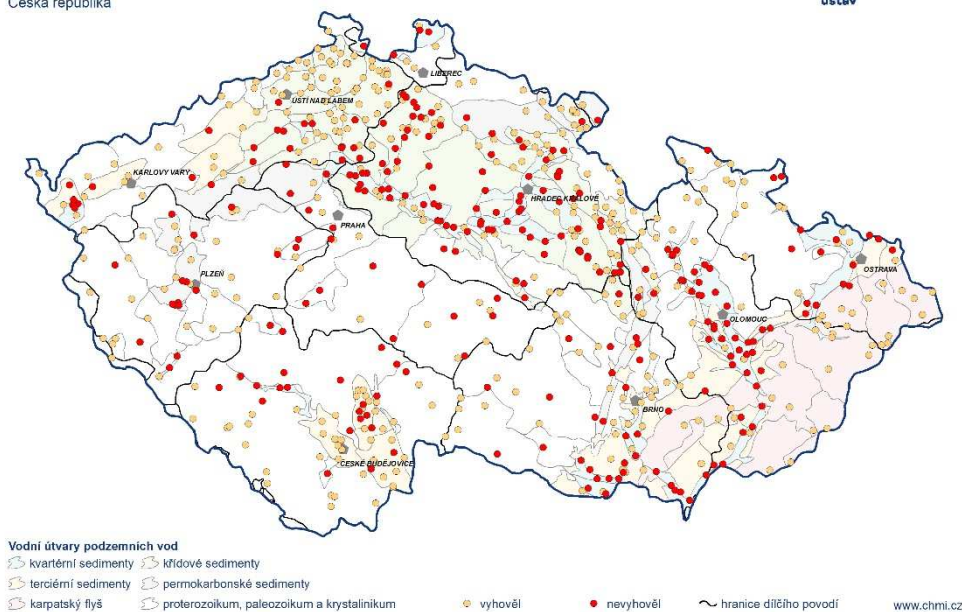 Česká republika
ústav
LIBEREC
ÚSTÍ NAD LABEM
KARLOVY VARY
HRADEC KRÁLOVÉ
PRAHA
PLZEŇ
OSTRAVA
OLOMOUC
BRNO
ČESKÉ BUDĚJOVICE
Vodní útvary podzemních vod
kvartérní sedimenty křídové sedimenty
terciérní sedimenty permokarbonské sedimenty
karpatský flyš proterozoikum, paleozoikum a krystalinikum vyhověl nevyhověl hranice dílčího povodí www.chmi.cz